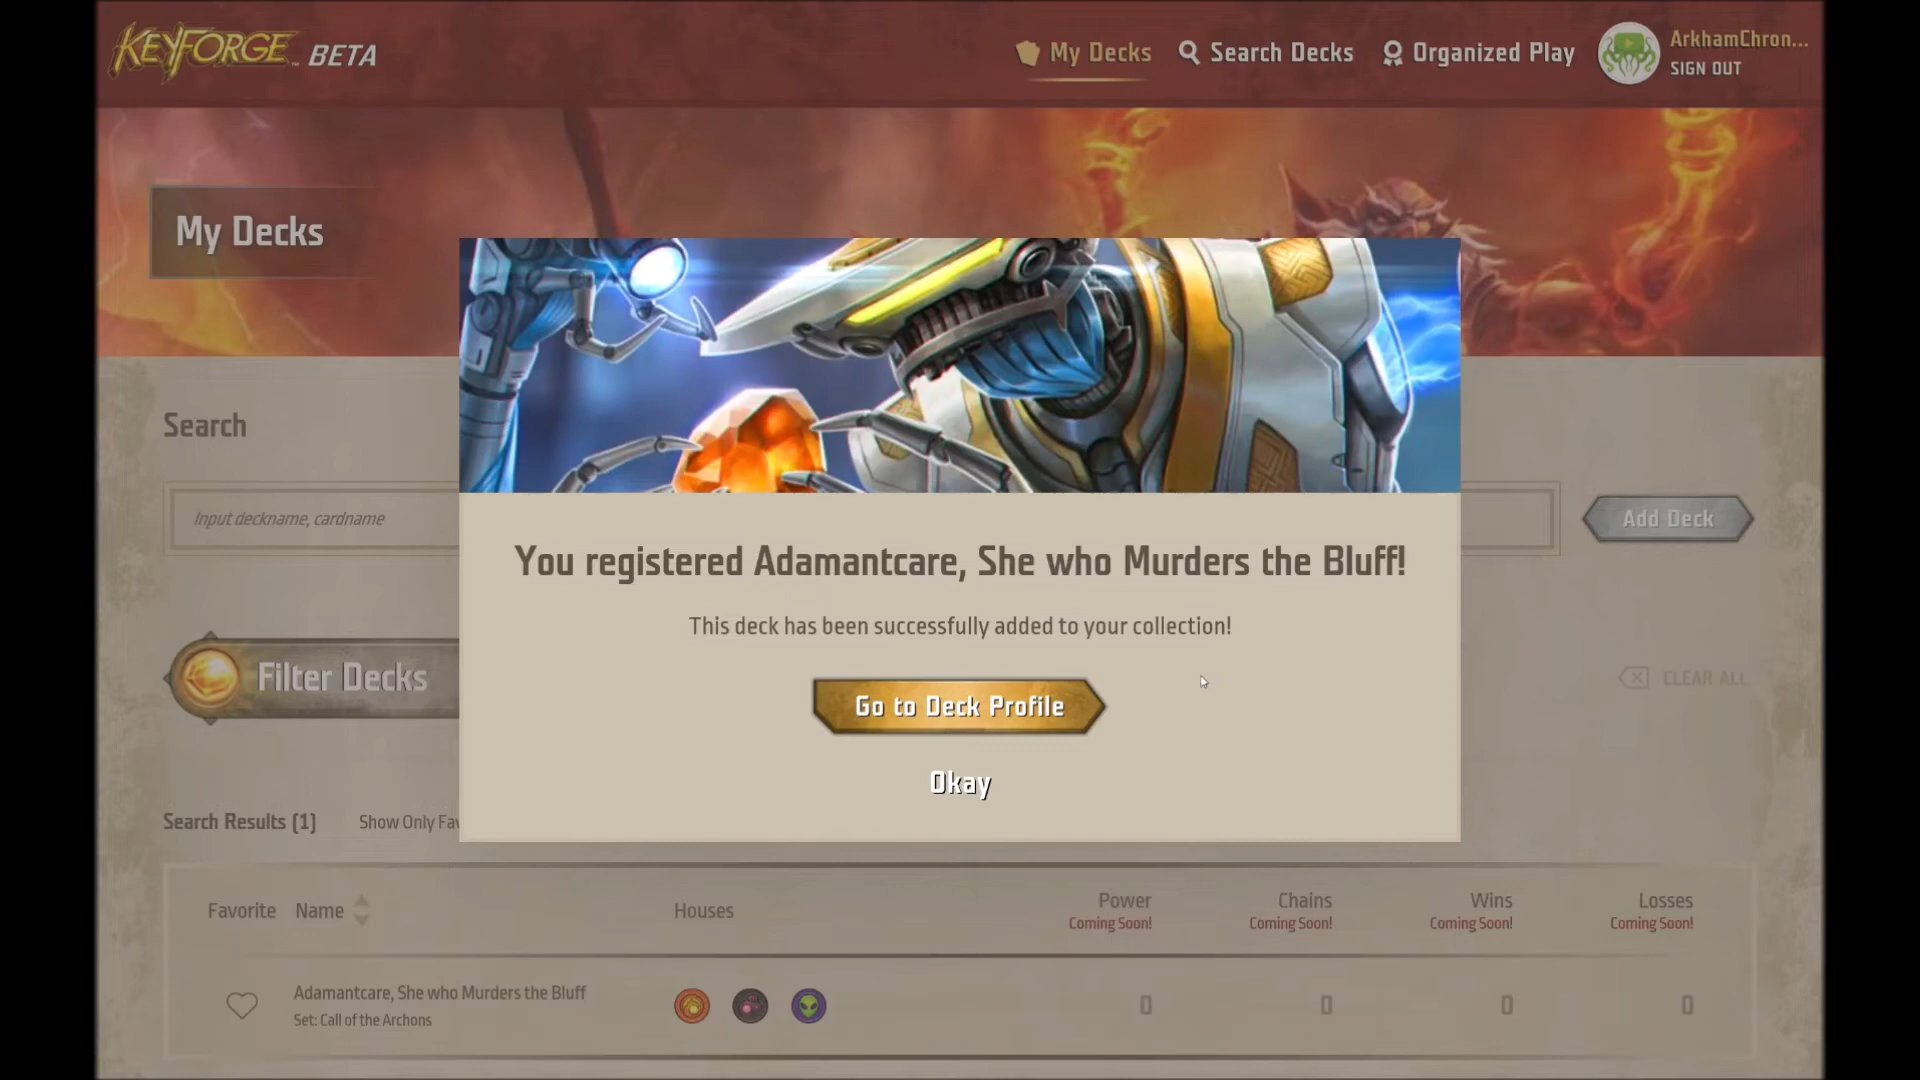 KEYFORGE BETA
My Decks
Search Decks
Organized Play
ArkhamChron...
SIGN OUT
My Decks
Search
Input deckname, cardname
Add Deck
You registered Adamantcare, She who Murders the Bluff!
This deck has been successfully added to your collection!
Go to Deck Profile
Okay
Filter Decks
CLEAR ALL
Search Results (1)
Show Only Fav
Favorite Name Houses Power Chains Wins Losses
Coming Soon! Coming Soon! Coming Soon! Coming Soon!
Adamantcare, She who Murders the Bluff
Set: Call of the Archons
0 0 0 0